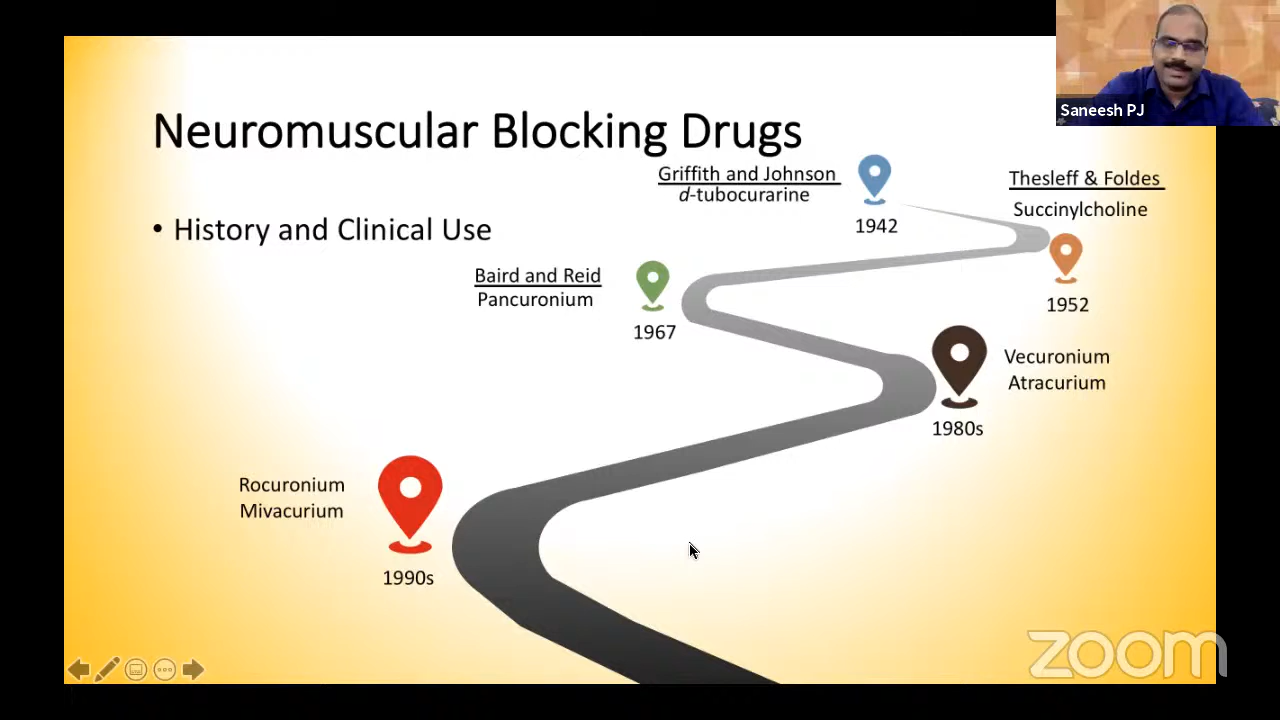 Saneesh PJ
Neuromuscular Blocking Drugs
• History and Clinical Use
Griffith and Johnson
d-tubocurarine
1942
Thesleff & Foldes
Succinylcholine
1952
Baird and Reid
Pancuronium
1967
Vecuronium
Atracurium
1980s
Rocuronium
Mivacurium
1990s
zoom